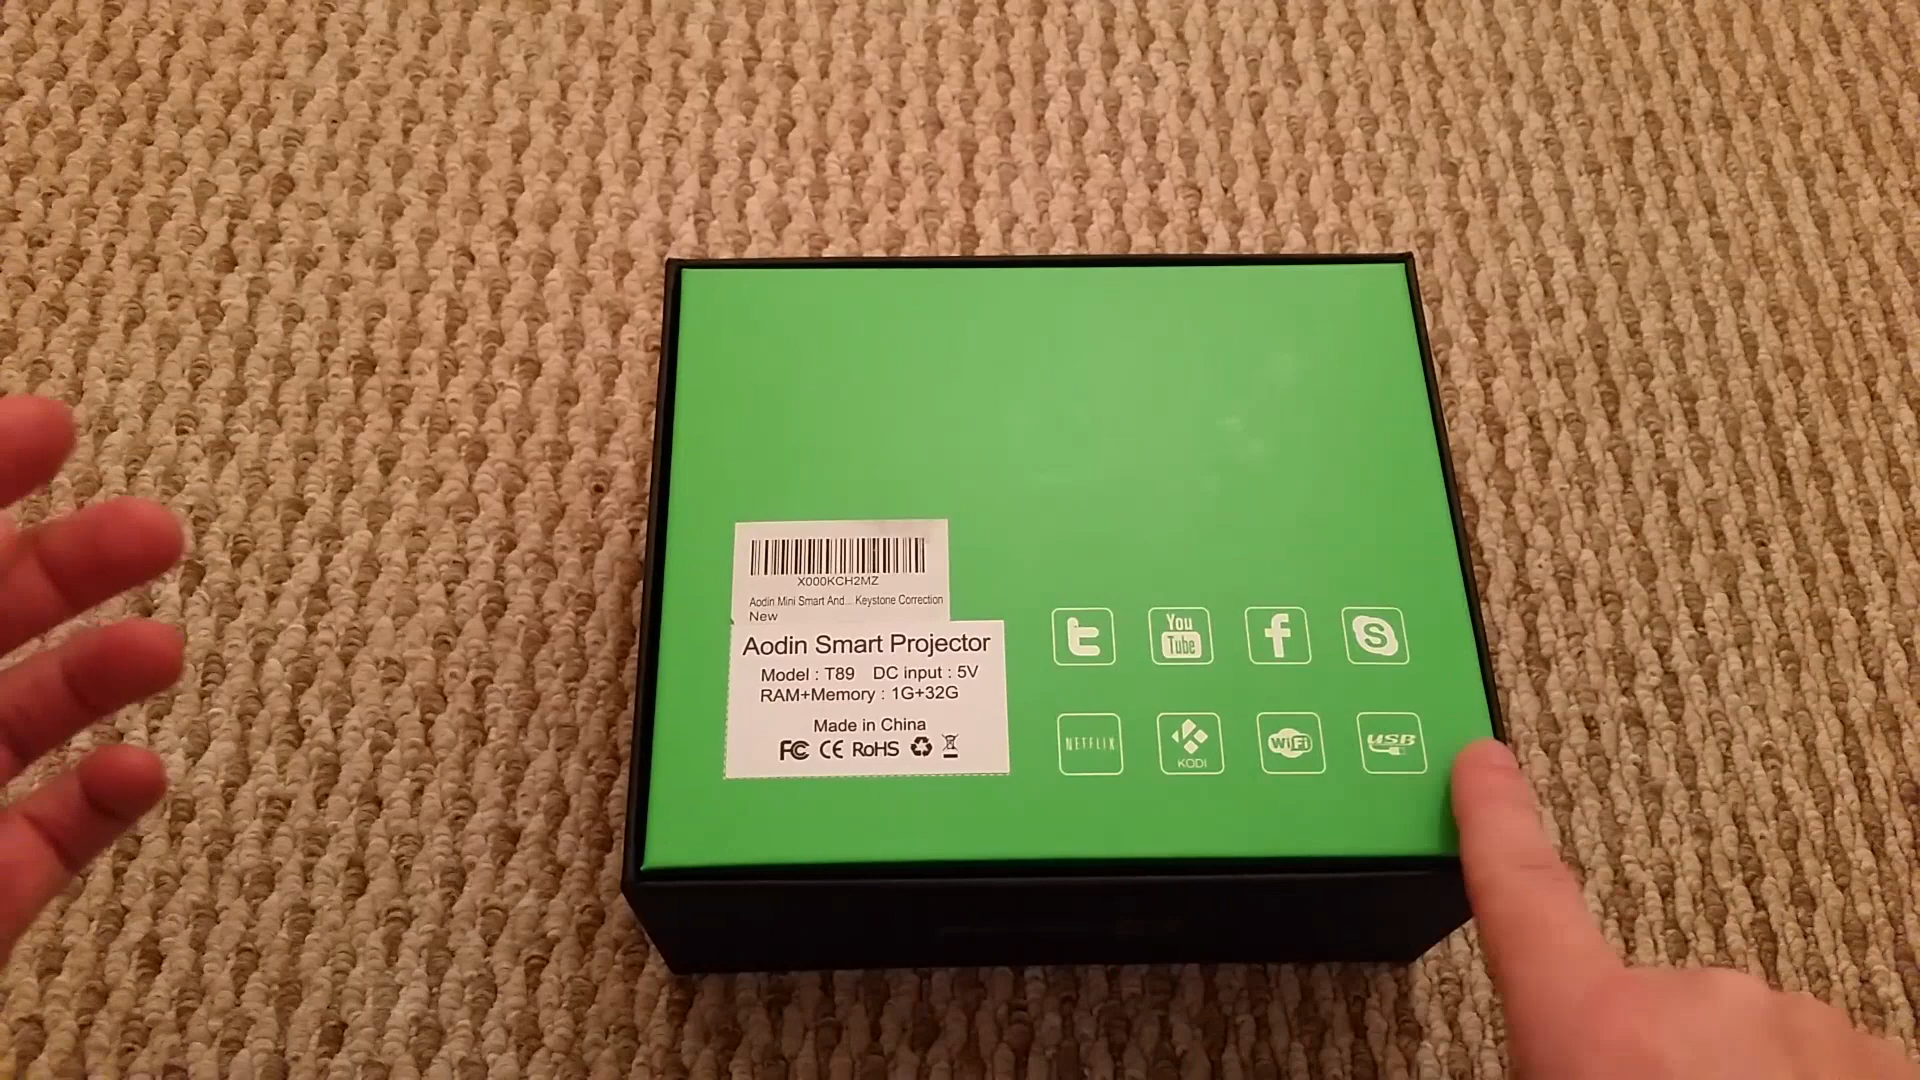 X000KCH2MZ
Aodin Mini Smart And... Keystone Correction
New
Aodin Smart Projector
Model : T89 DC input : 5V
RAM+Memory : 1G+32G
Made in China
FC CE RoHS
You
Tube
NETFLIX
KODI
WiFi
USB